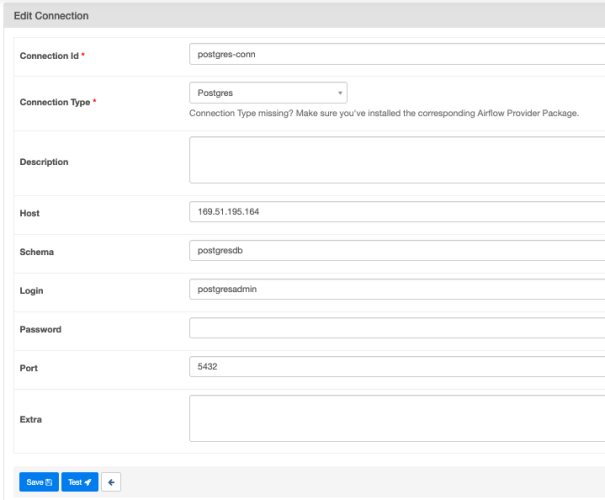 Edit Connection
Connection Id *
postgres-conn
Connection Type *
Postgres
Connection Type missing? Make sure you've installed the corresponding Airflow Provider Package.
Description
Host
169.51.195.164
Schema
postgresdb
Login
postgresadmin
Password
Port
5432
Extra
Save
Test